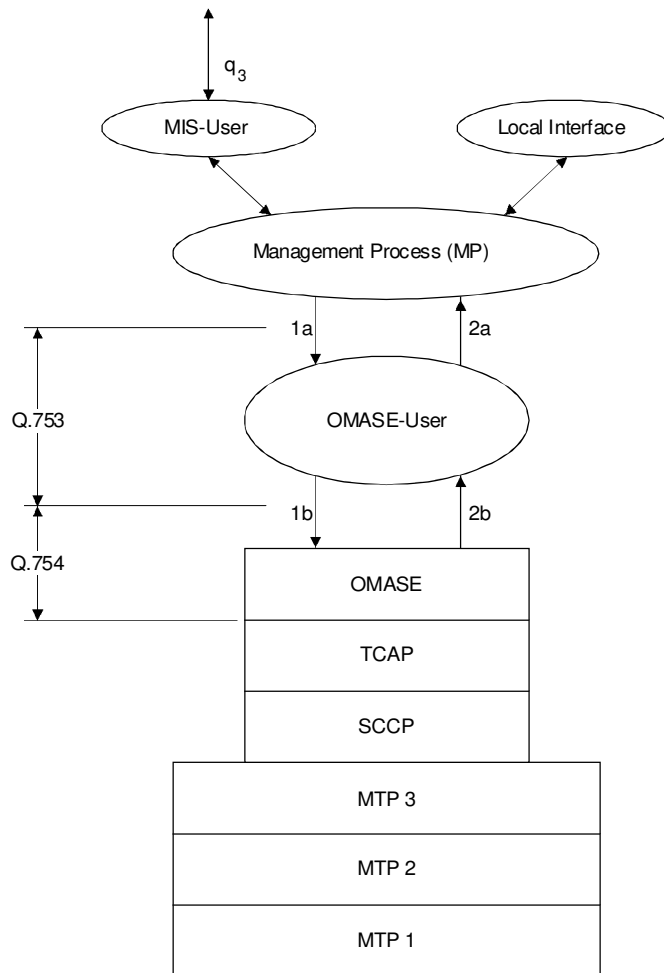 q3
MIS-User
Local Interface
Management Process (MP)
1a
2a
Q.753
OMASE-User
1b
2b
Q.754
OMASE
TCAP
SCCP
MTP 3
MTP 2
MTP 1